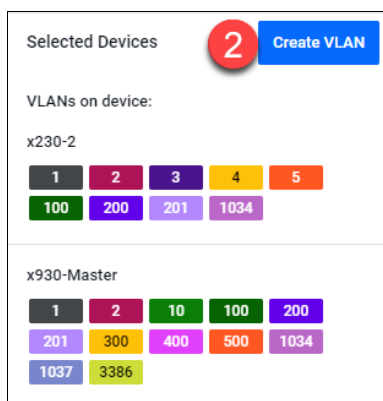 Selected Devices 2 Create VLAN
VLANs on device:
x230-2
1 2 3 4 5
100 200 201 1034
x930-Master
1 2 10 100 200
201 300 400 500 1034
1037 3386